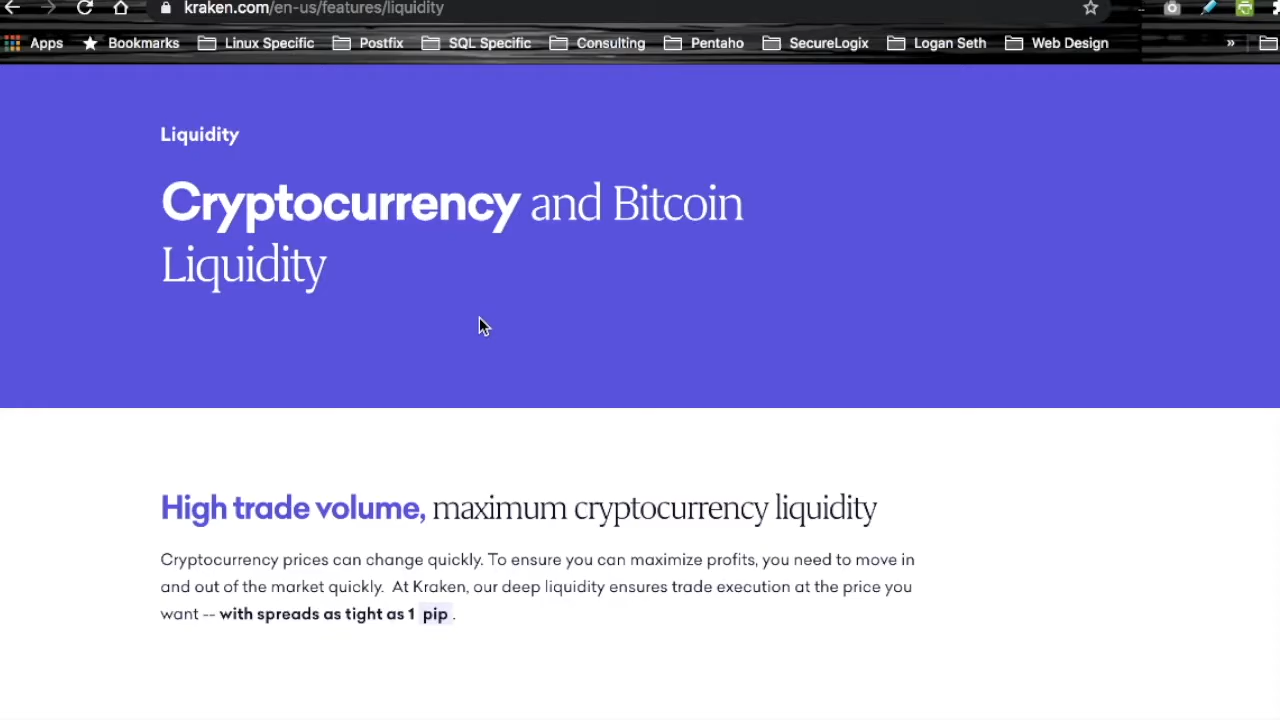 kraken.com/en-us/features/liquidity
Apps Bookmarks Linux Specific Postfix SQL Specific Consulting Pentaho SecureLogix Logan Seth Web Design »
Liquidity
Cryptocurrency and Bitcoin
Liquidity
High trade volume, maximum cryptocurrency liquidity
Cryptocurrency prices can change quickly. To ensure you can maximize profits, you need to move in
and out of the market quickly. At Kraken, our deep liquidity ensures trade execution at the price you
want -- with spreads as tight as 1 pip .